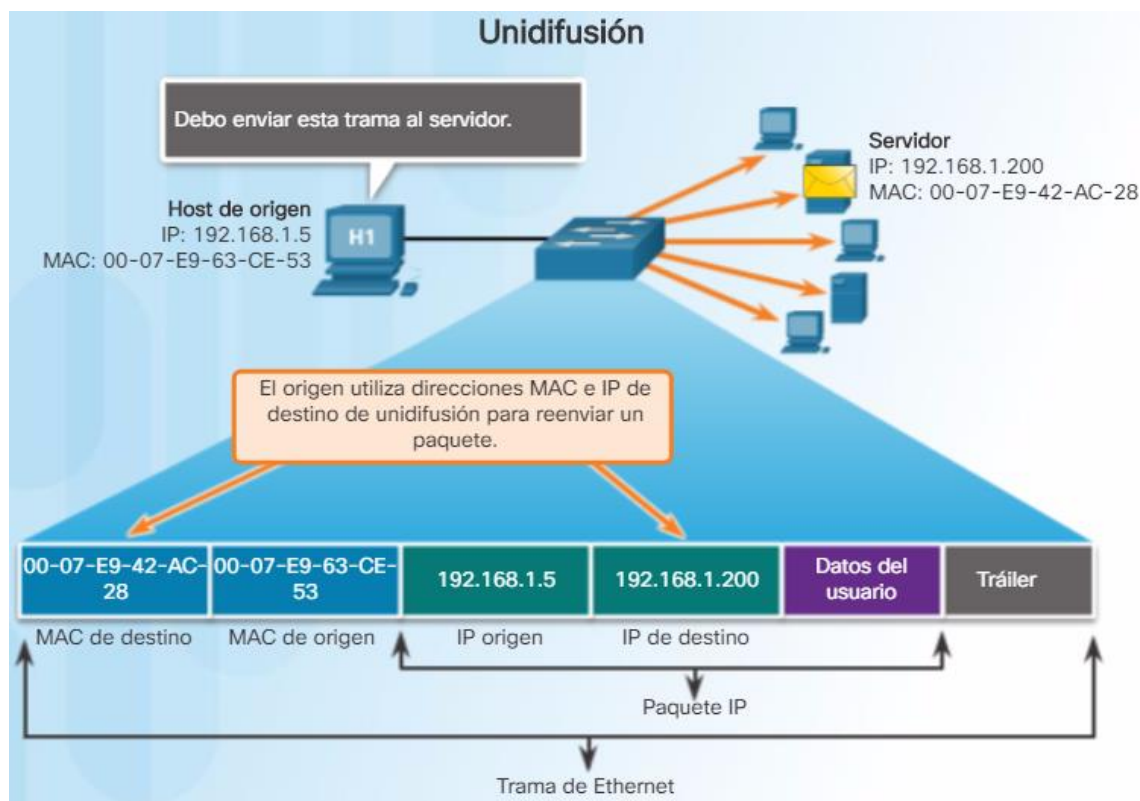 Unidifusión
Debo enviar esta trama al servidor.
Servidor
IP: 192.168.1.200
MAC: 00-07-E9-42-AC-28
Host de origen
IP: 192.168.1.5
MAC: 00-07-E9-63-CE-53
H1
El origen utiliza direcciones MAC e IP de
destino de unidifusión para reenviar un
paquete.
00-07-E9-42-AC-
28
00-07-E9-63-CE-
53
192.168.1.5
192.168.1.200
Datos del
usuario
Tráiler
MAC de destino
MAC de origen
IP origen
IP de destino
Paquete IP
Trama de Ethernet